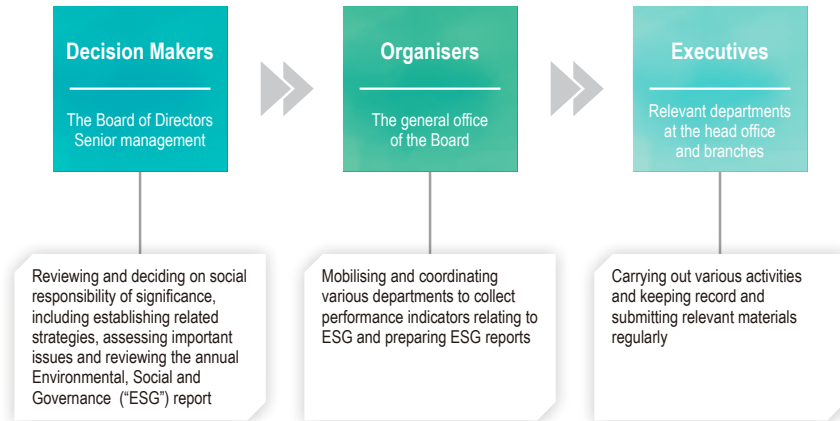 Decision Makers
The Board of Directors
Senior management
Organisers
The general office
of the Board
Executives
Relevant departments
at the head office
and branches
Reviewing and deciding on social
responsibility of significance,
including establishing related
strategies, assessing important
issues and reviewing the annual
Environmental, Social and
Governance (“ESG”) report
Mobilising and coordinating
various departments to collect
performance indicators relating to
ESG and preparing ESG reports
Carrying out various activities
and keeping record and
submitting relevant materials
regularly